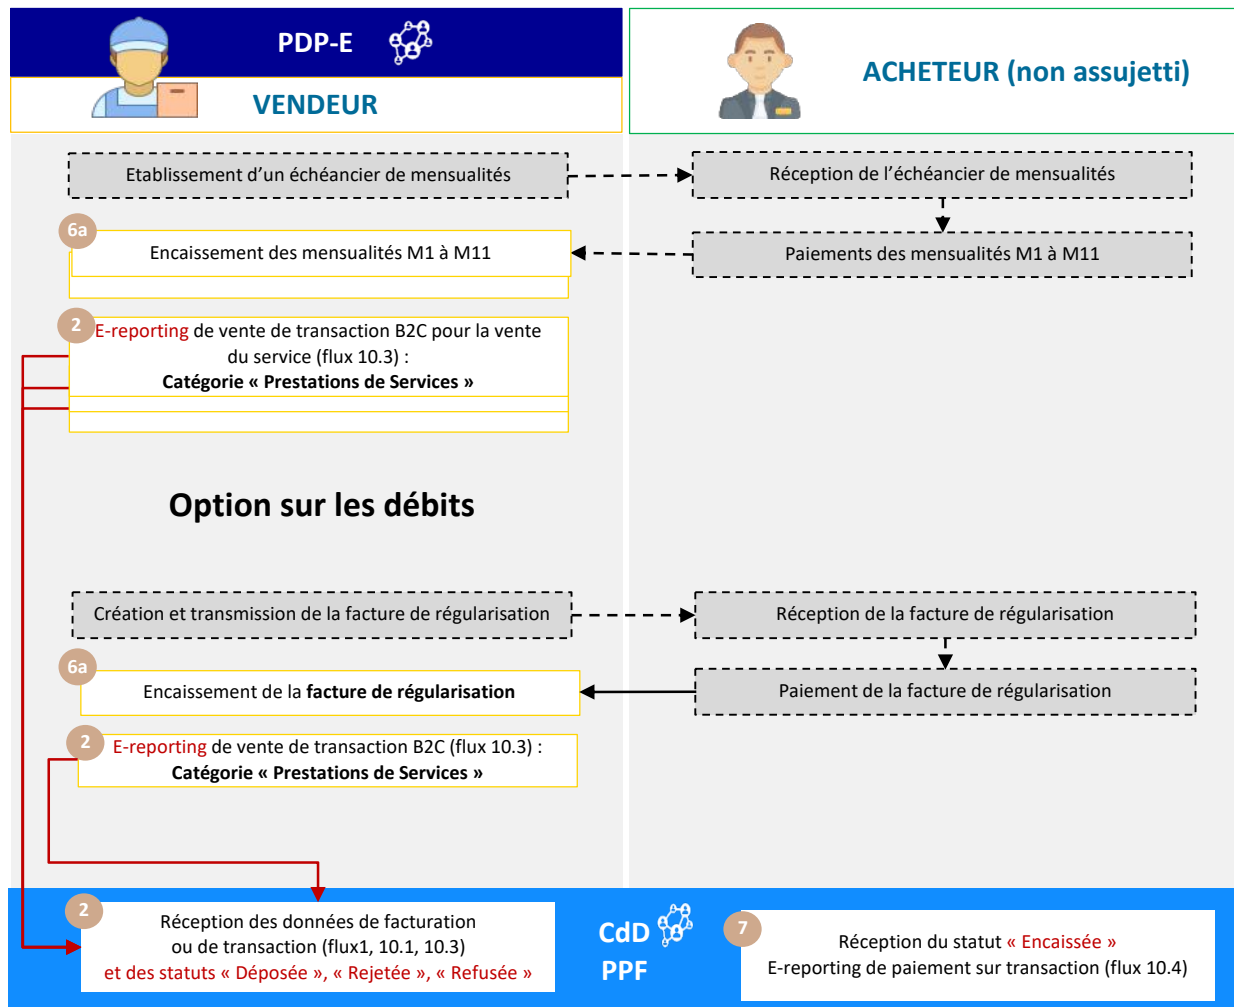 PDP-E
VENDEUR
ACHETEUR (non assujetti)
Etablissement d’un échéancier de mensualités
Réception de l’échéancier de mensualités
6a
Encaissement des mensualités M1 à M11
Paiements des mensualités M1 à M11
2
E-reporting de vente de transaction B2C pour la vente
du service (flux 10.3) :
Catégorie « Prestations de Services »
Option sur les débits
Création et transmission de la facture de régularisation
Réception de la facture de régularisation
6a
Encaissement de la facture de régularisation
Paiement de la facture de régularisation
2
E-reporting de vente de transaction B2C (flux 10.3) :
Catégorie « Prestations de Services »
2
Réception des données de facturation
ou de transaction (flux1, 10.1, 10.3)
et des statuts « Déposée », « Rejetée », « Refusée »
CdD
PPF
7
Réception du statut « Encaissée »
E-reporting de paiement sur transaction (flux 10.4)